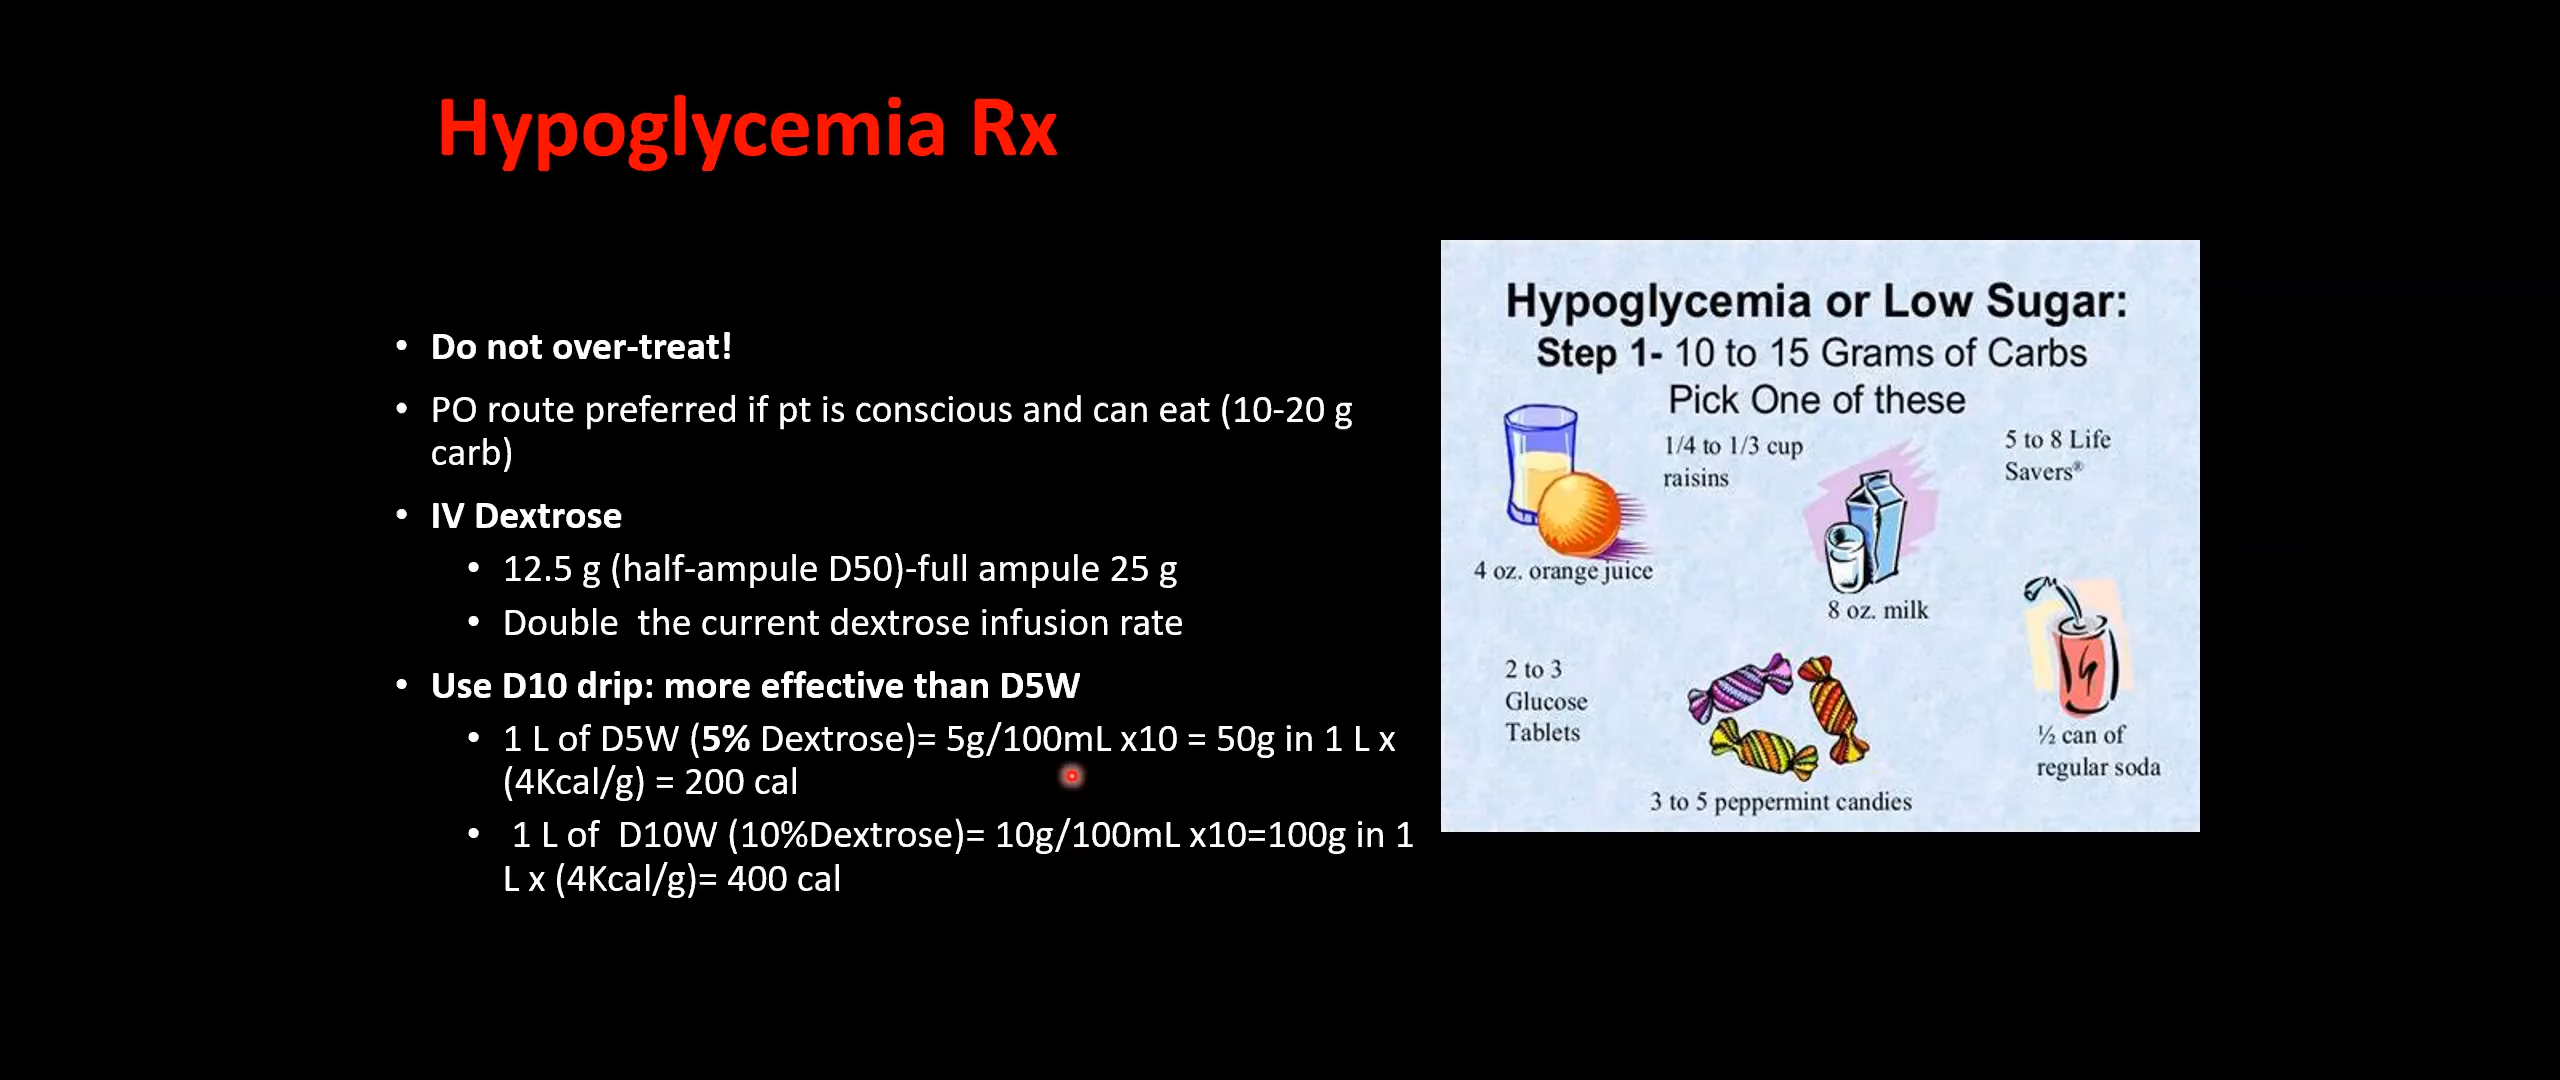 Hypoglycemia Rx
• Do not over-treat!
• PO route preferred if pt is conscious and can eat (10-20 g
carb)
• IV Dextrose
• 12.5 g (half-ampule D50)-full ampule 25 g
• Double  the current dextrose infusion rate
• Use D10 drip: more effective than D5W
• 1 L of D5W (5% Dextrose)= 5g/100mL x10 = 50g in 1 L x
(4Kcal/g) = 200 cal
• 1 L of  D10W (10%Dextrose)= 10g/100mL x10=100g in 1
L x (4Kcal/g)= 400 cal
Hypoglycemia or Low Sugar:
Step 1- 10 to 15 Grams of Carbs
Pick One of these
1/4 to 1/3 cup
raisins
5 to 8 Life
Savers®
4 oz. orange juice
8 oz. milk
2 to 3
Glucose
Tablets
3 to 5 peppermint candies
½ can of
regular soda